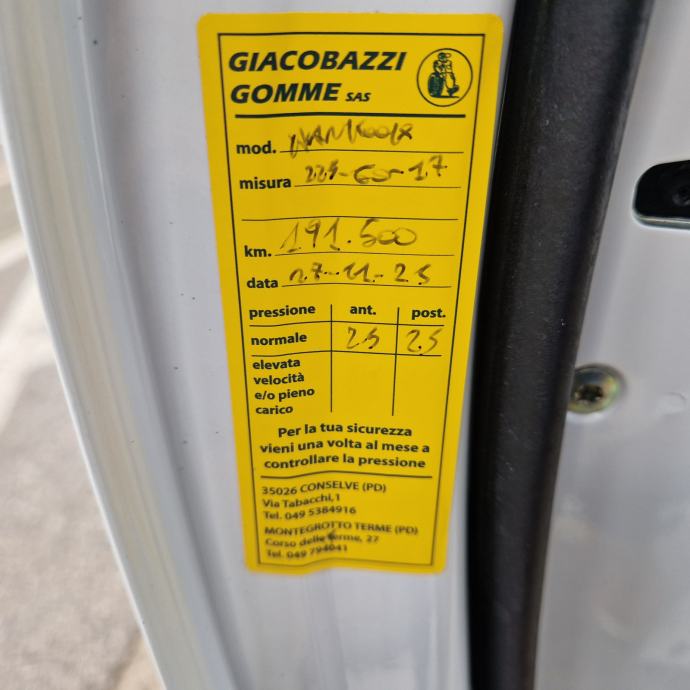 GIACOBAZZI
GOMME SAS
mod.
misura 225-65-17
km. 191.500
data 27-11-25
pressione ant. post.
normale 2.5 2.5
elevata
velocità
e/o pieno
carico
Per la tua sicurezza
vieni una volta al mese a
controllare la pressione
35026 CONSELVE (PD)
Via Tabacchi,1
Tel. 049 5384916
MONTEGROTTO TERME (PD)
Corso delle Terme, 27
Tel. 049 794041